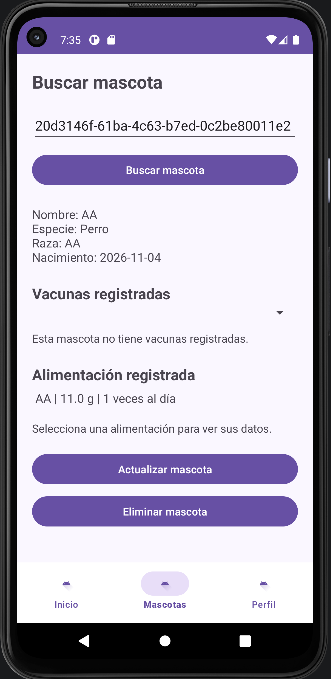 7:35
Buscar mascota
20d3146f-61ba-4c63-b7ed-0c2be80011e2
Buscar mascota
Nombre: AA
Especie: Perro
Raza: AA
Nacimiento: 2026-11-04
Vacunas registradas
Esta mascota no tiene vacunas registradas.
Alimentación registrada
AA | 11.0 g | 1 veces al día
Selecciona una alimentación para ver sus datos.
Actualizar mascota
Eliminar mascota
Inicio
Mascotas
Perfil